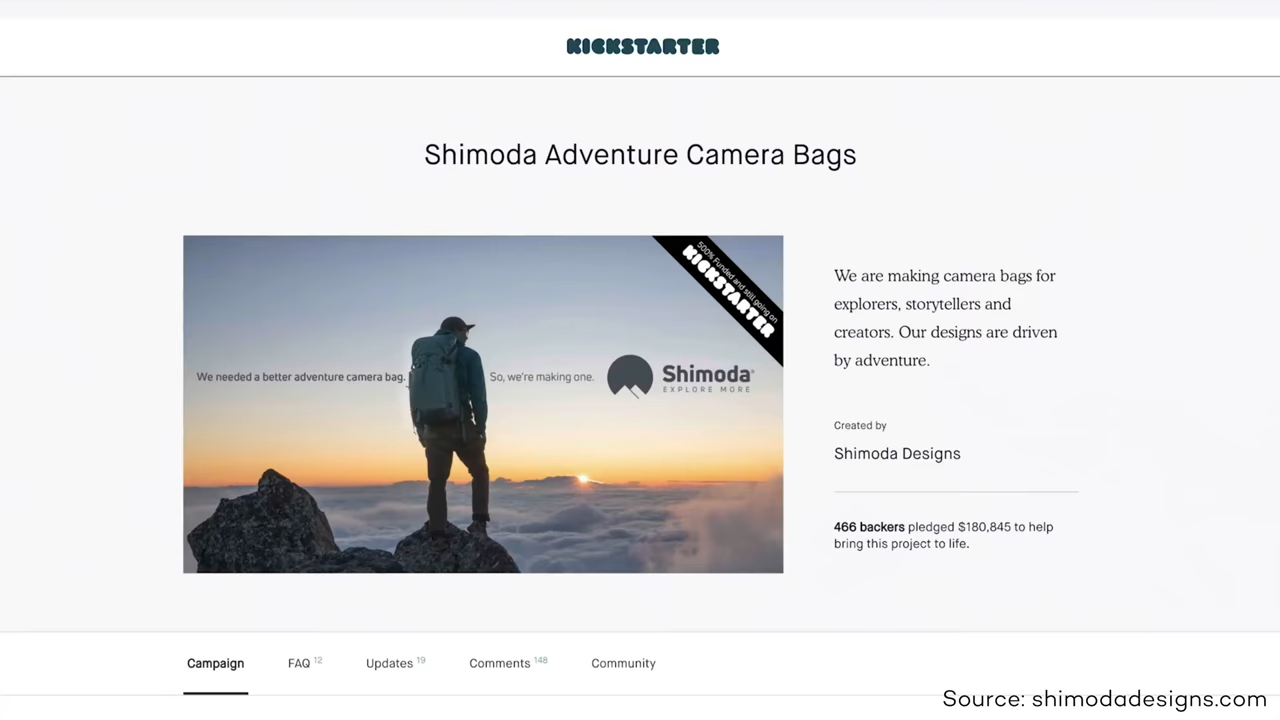 KICKSTARTER
Shimoda Adventure Camera Bags
500% Funded and still going on
KICKSTARTER
We needed a better adventure camera bag.
So, we're making one.
Shimoda®
EXPLORE MORE
We are making camera bags for
explorers, storytellers and
creators. Our designs are driven
by adventure.
Created by
Shimoda Designs
466 backers pledged $180,845 to help
bring this project to life.
Campaign
FAQ 12
Updates 19
Comments 148
Community
Source: shimodadesigns.com